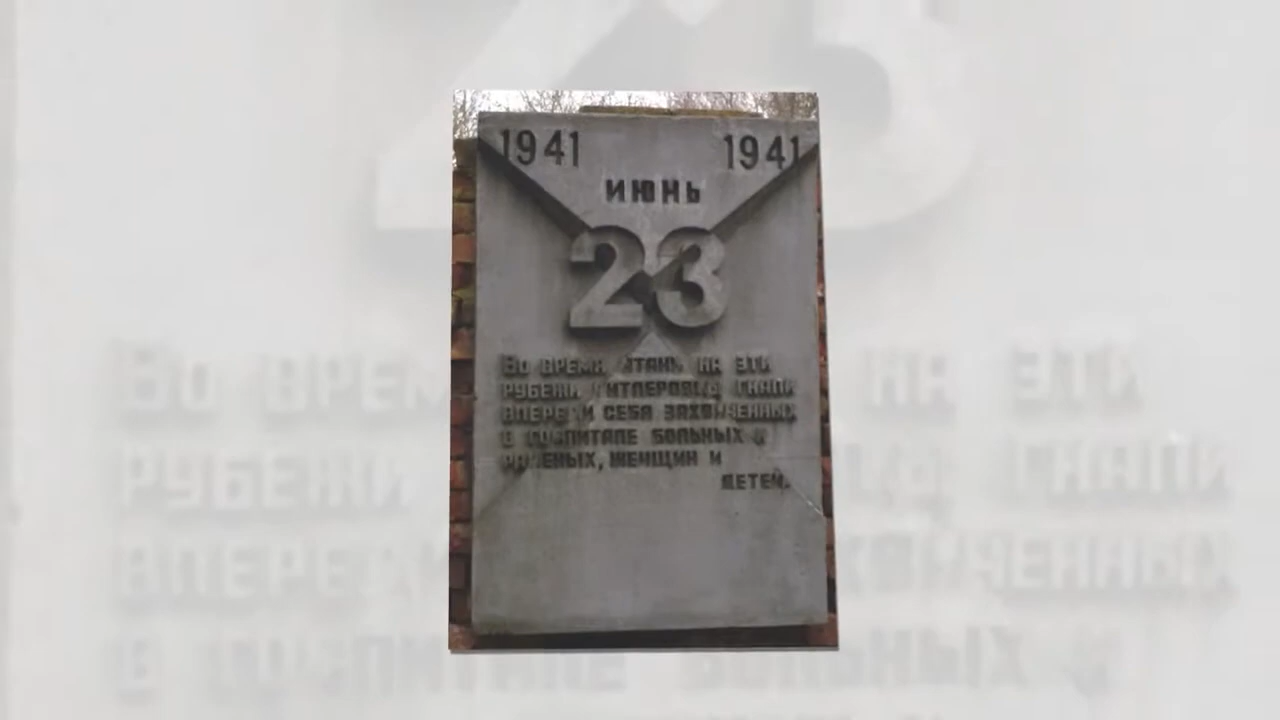 1941 1941
ИЮНЬ
23
ВО ВРЕМЯ АТАК НА ЭТИ
РУБЕЖИ ГИТЛЕРОВЦЫ ГНАЛИ
ВПЕРЕДИ СЕБЯ ЗАХВАЧЕННЫХ
В ГОСПИТАЛЕ БОЛЬНЫХ И
РАНЕНЫХ, ЖЕНЩИН И
ДЕТЕЙ.